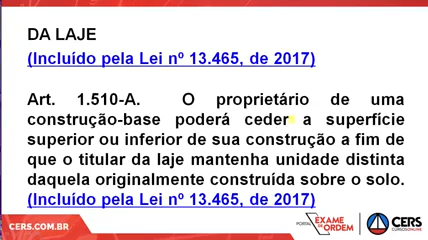 DA LAJE
(Incluído pela Lei nº 13.465, de 2017)
Art. 1.510-A. O proprietário de uma
construção-base poderá ceder a superfície
superior ou inferior de sua construção a fim de
que o titular da laje mantenha unidade distinta
daquela originalmente construída sobre o solo.
(Incluído pela Lei nº 13.465, de 2017)
CERS.COM.BR
PORTAL EXAME DE ORDEM
CERS
CURSOS ONLINE